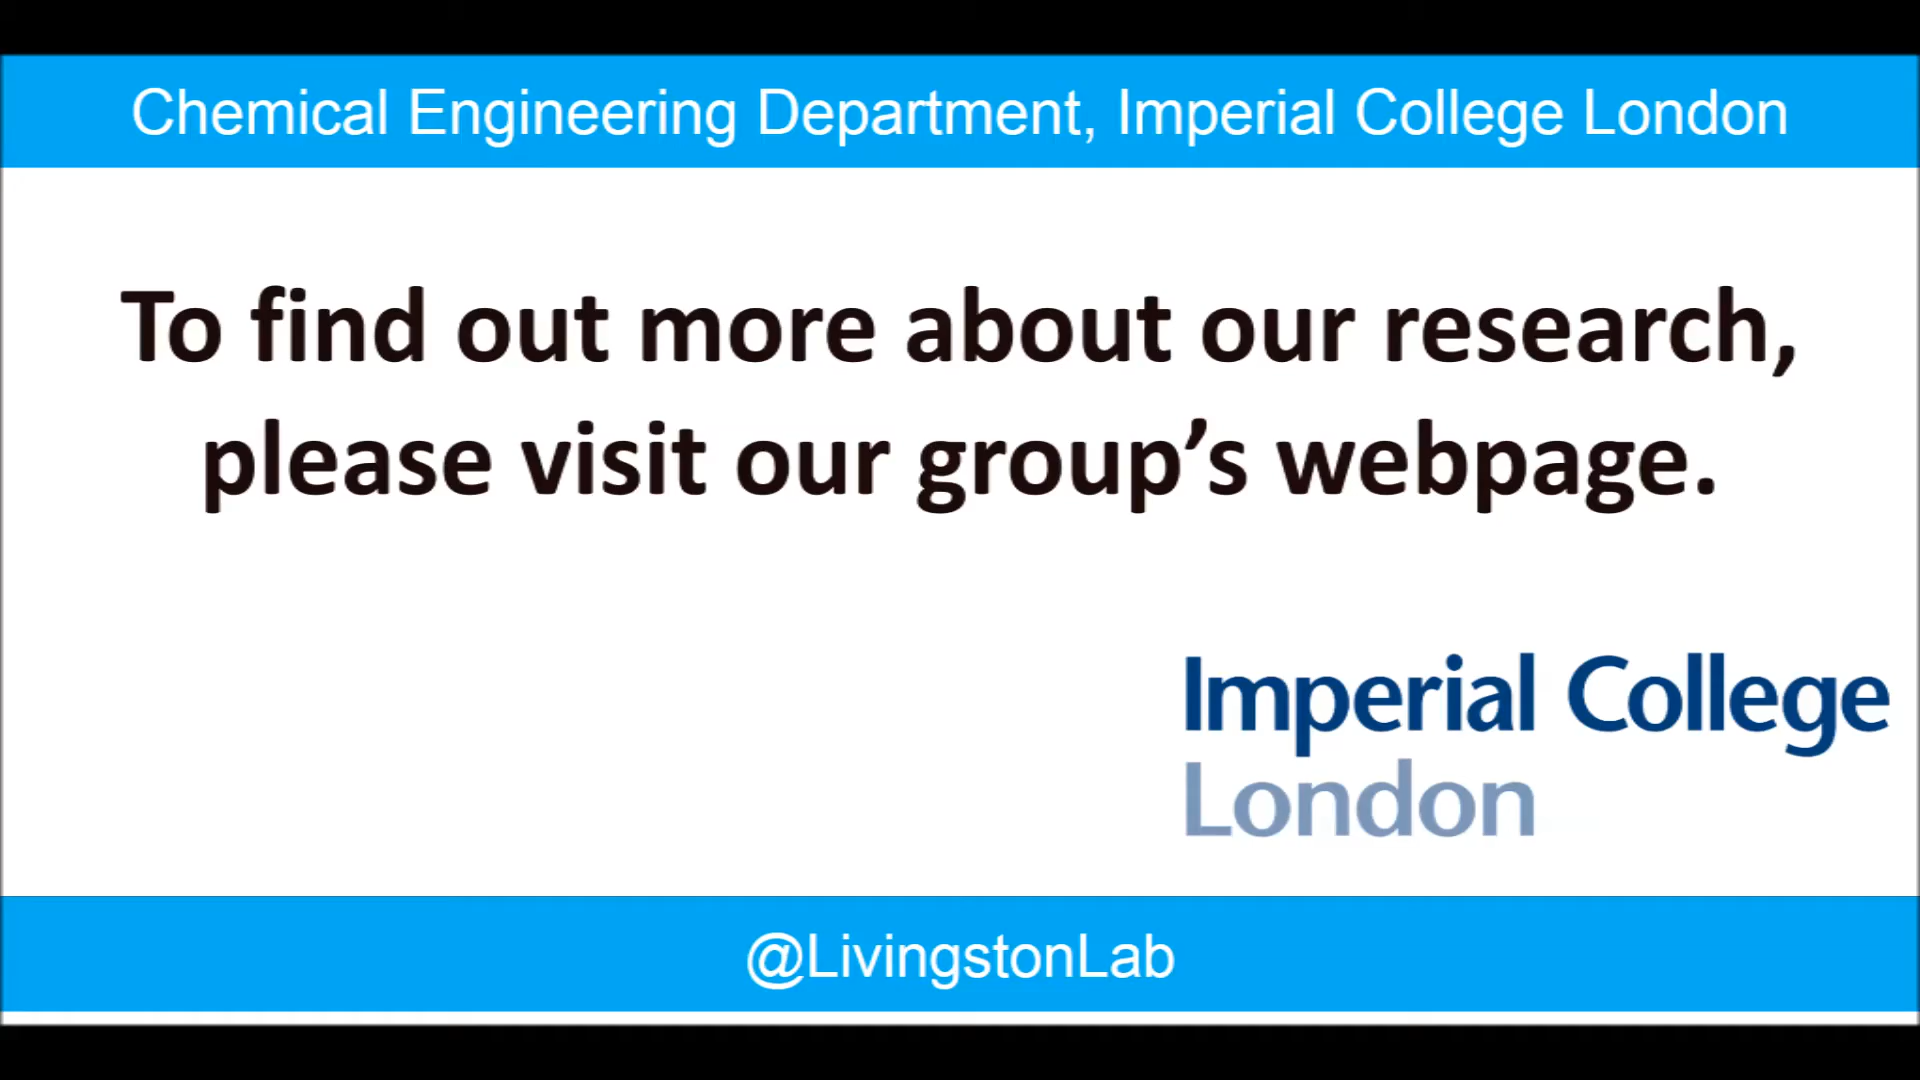 Chemical Engineering Department, Imperial College London
To find out more about our research,
please visit our group’s webpage.
Imperial College
London
@LivingstonLab